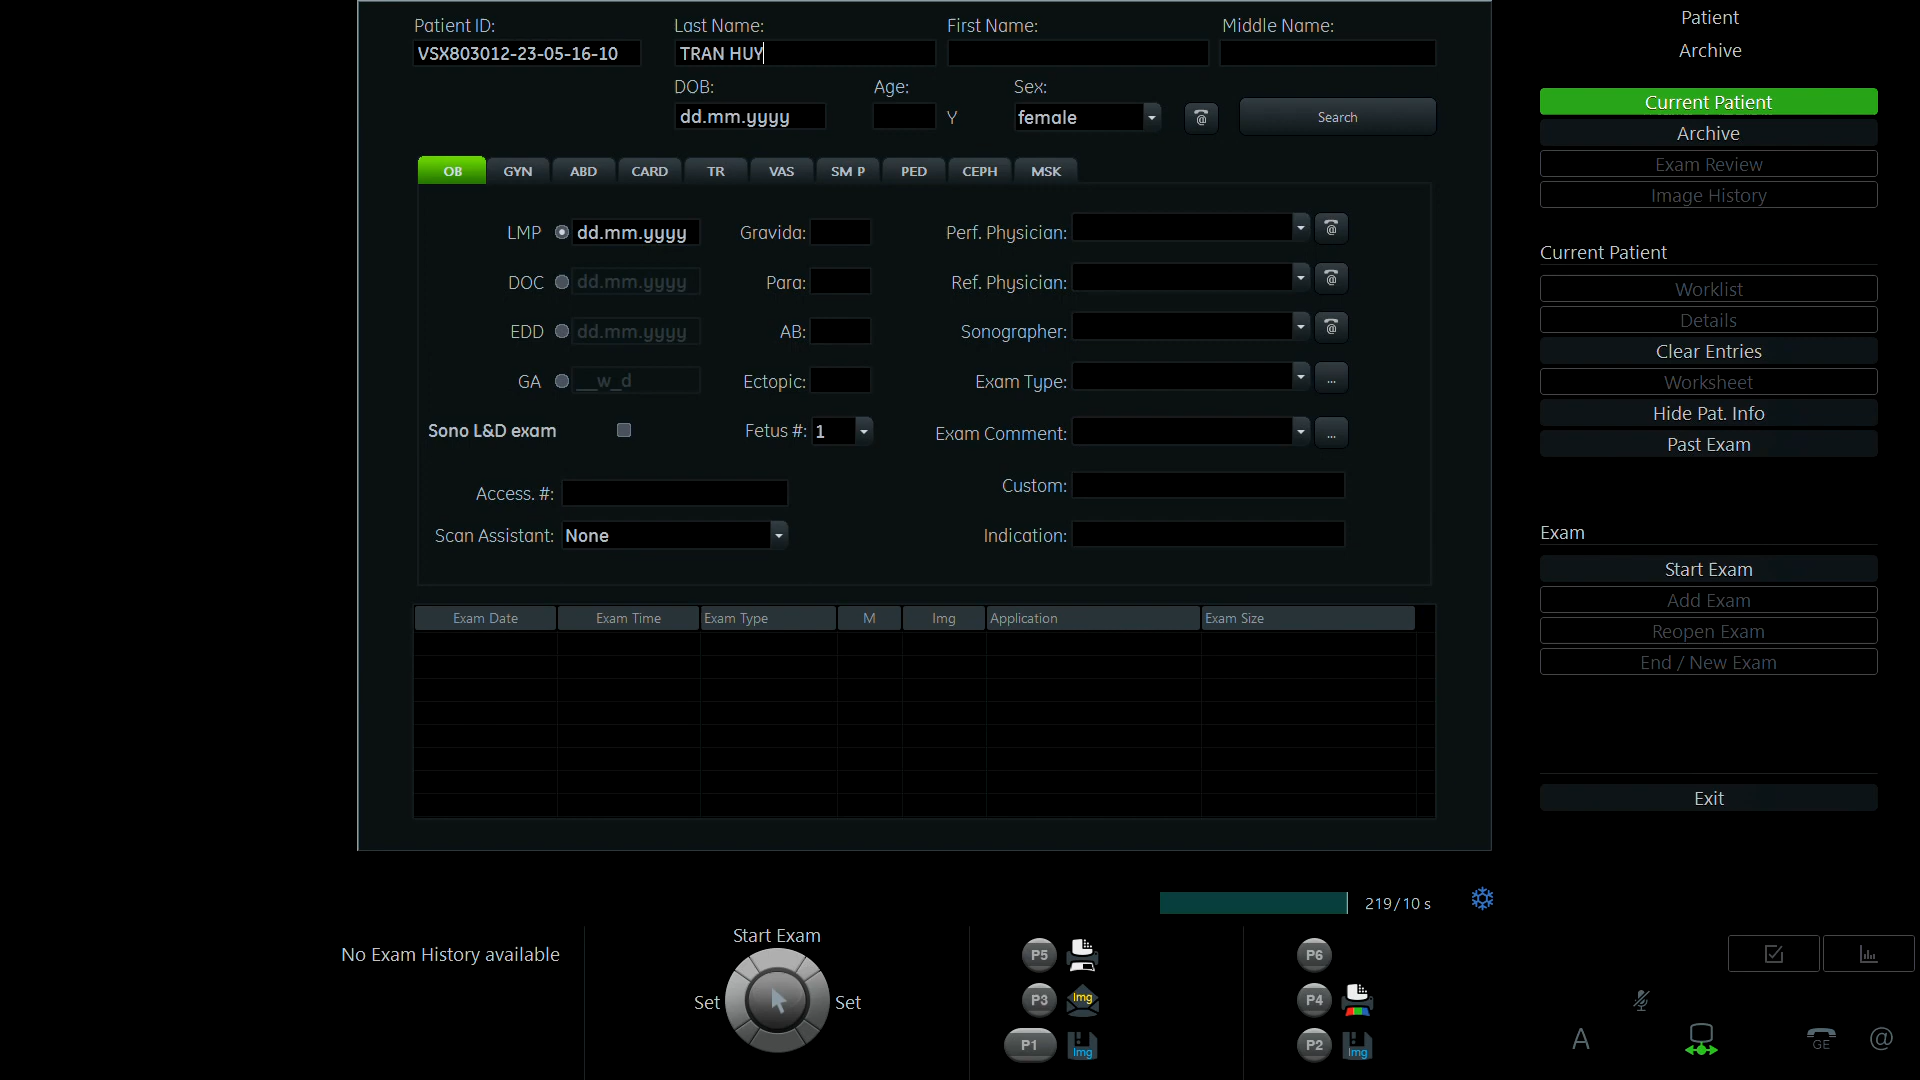 Patient ID: Last Name: First Name: Middle Name:
VSX803012-23-05-16-10 TRAN HUY
DOB: Age: Sex:
dd.mm.yyyy Y female @ Search
OB GYN ABD CARD TR VAS SM P PED CEPH MSK
LMP dd.mm.yyyy Gravida: Perf. Physician: @
DOC dd.mm.yyyy Para: Ref. Physician: @
EDD dd.mm.yyyy AB: Sonographer: @
GA __w_d Ectopic: Exam Type: ...
Sono L&D exam Fetus #: 1 Exam Comment: ...
Access. #: Custom:
Scan Assistant: None Indication:
Exam Date Exam Time Exam Type M Img Application Exam Size
Patient
Archive
Current Patient
Archive
Exam Review
Image History
Current Patient
Worklist
Details
Clear Entries
Worksheet
Hide Pat. Info
Past Exam
Exam
Start Exam
Add Exam
Reopen Exam
End / New Exam
Exit
219/10 s
No Exam History available
Start Exam
Set Set
P5 P6
P3 Img P4
P1 Img P2 Img
A GE @